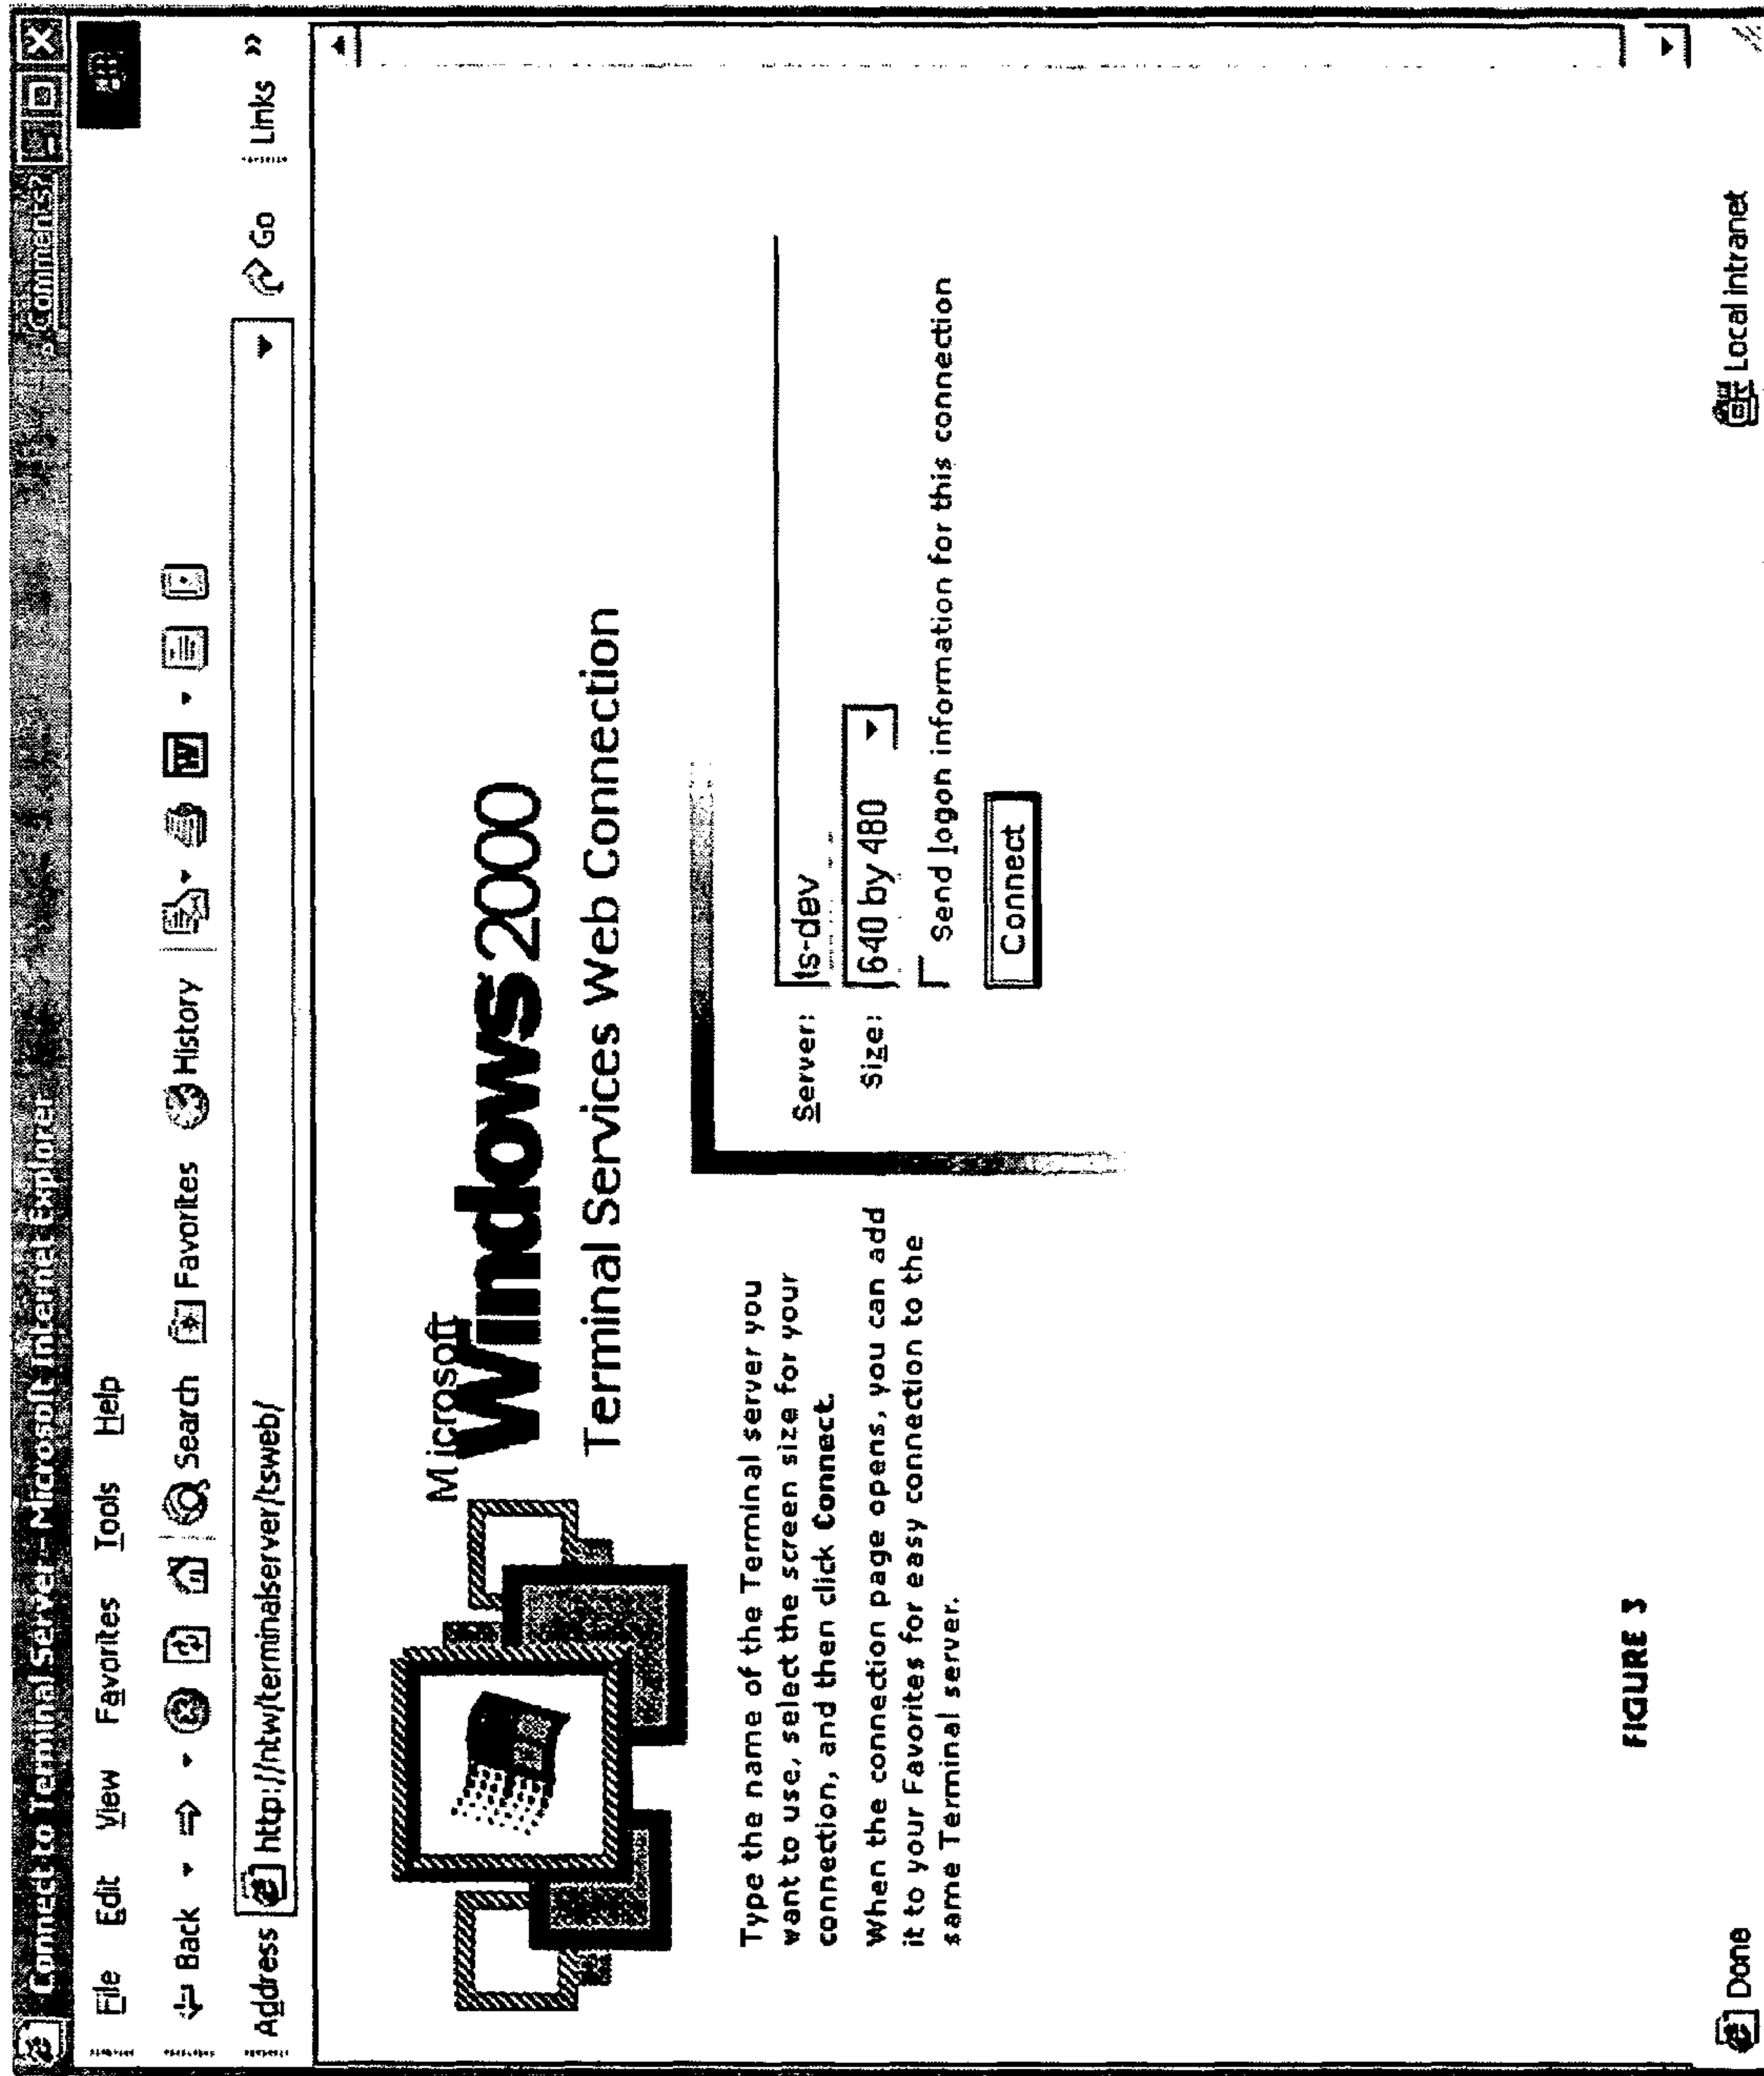 Connect to Terminal Server - Microsoft Internet Explorer
Comments?
File Edit View Favorites Tools Help
Back Search Favorites History
Address http://ntw/terminalserver/tsweb/ Go Links »
Microsoft
Windows 2000
Terminal Services Web Connection
Type the name of the Terminal server you
want to use, select the screen size for your
connection, and then click Connect.
When the connection page opens, you can add
it to your Favorites for easy connection to the
same Terminal server.
Server: ts-dev
Size: 640 by 480
Send logon information for this connection
Connect
FIGURE 3
Done Local intranet